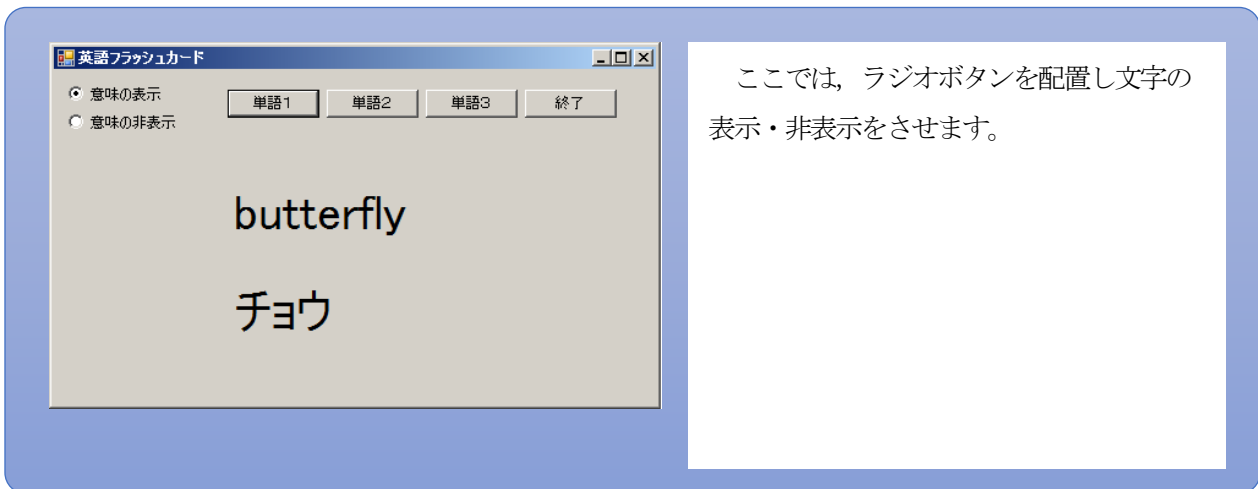 英語フラッシュカード
意味の表示
単語1 単語2 単語3 終了
意味の非表示
butterfly
チョウ
ここでは，ラジオボタンを配置し文字の
表示・非表示をさせます。